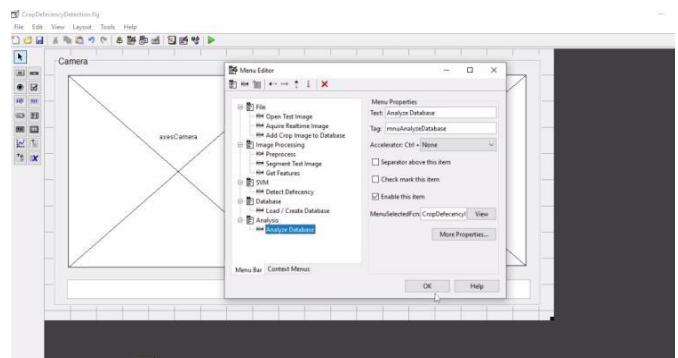 CropDefeciencyDetection.fig
File Edit View Layout Tools Help
Camera
axesCamera
Menu Editor
File
Open Test Image
Aquire Realtime Image
Add Crop Image to Database
Image Processing
Preprocess
Segment Test Image
Get Features
SVM
Detect Defecency
Database
Load / Create Database
Analysis
Analyze Database
Menu Bar Context Menus
Menu Properties
Text: Analyze Database
Tag: mnuAnalyzeDatabase
Accelerator: Ctrl + None
Separator above this item
Check mark this item
Enable this item
MenuSelectedFcn: CropDefecencyl View
More Properties...
OK Help